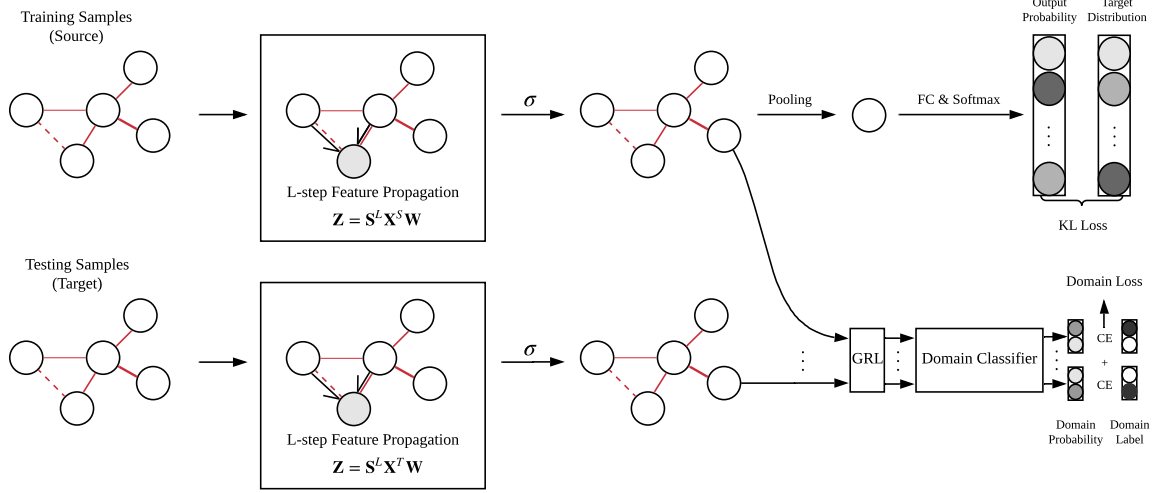 Training Samples
(Source)
L-step Feature Propagation
Z = S^L X^S W
σ
Pooling
FC & Softmax
Output
Probability
Target
Distribution
KL Loss
Testing Samples
(Target)
L-step Feature Propagation
Z = S^L X^T W
σ
GRL
Domain Classifier
Domain Loss
CE
+
CE
Domain
Probability
Domain
Label